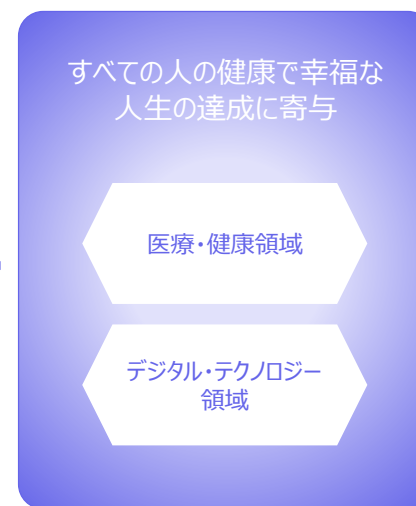 すべての人の健康で幸福な
人生の達成に寄与
医療・健康領域
デジタル・テクノロジー
領域